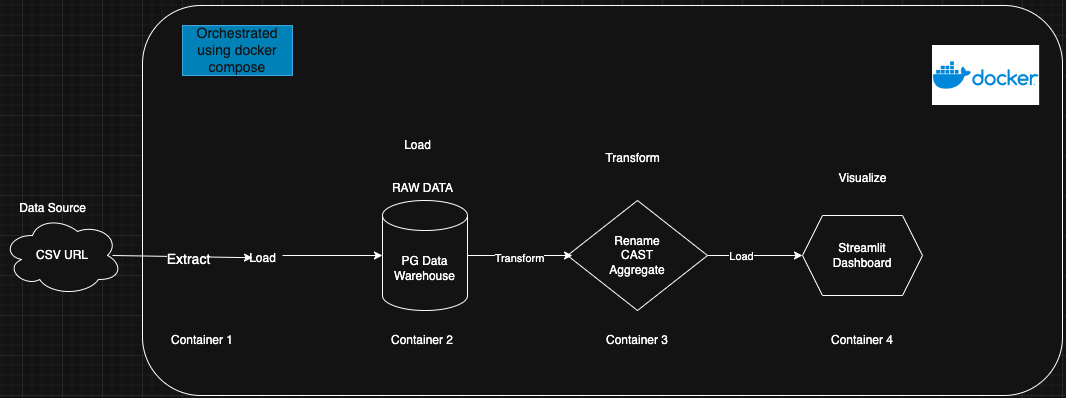 Orchestrated
using docker
compose
docker
Load
Transform
Visualize
RAW DATA
Data Source
CSV URL
Extract
Load
PG Data
Warehouse
Transform
Rename
CAST
Aggregate
Load
Streamlit
Dashboard
Container 1
Container 2
Container 3
Container 4